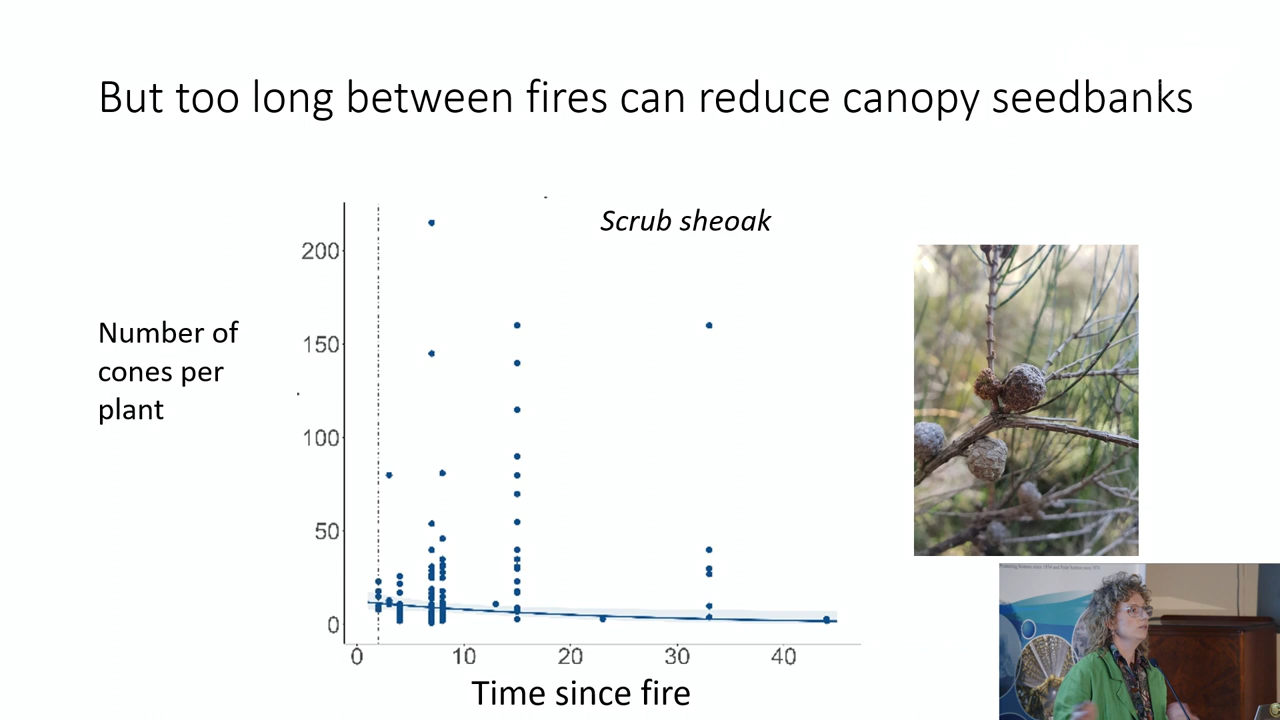 But too long between fires can reduce canopy seedbanks
Scrub sheoak
Number of
cones per
plant
200
150
100
50
0
0 10 20 30 40
Time since fire